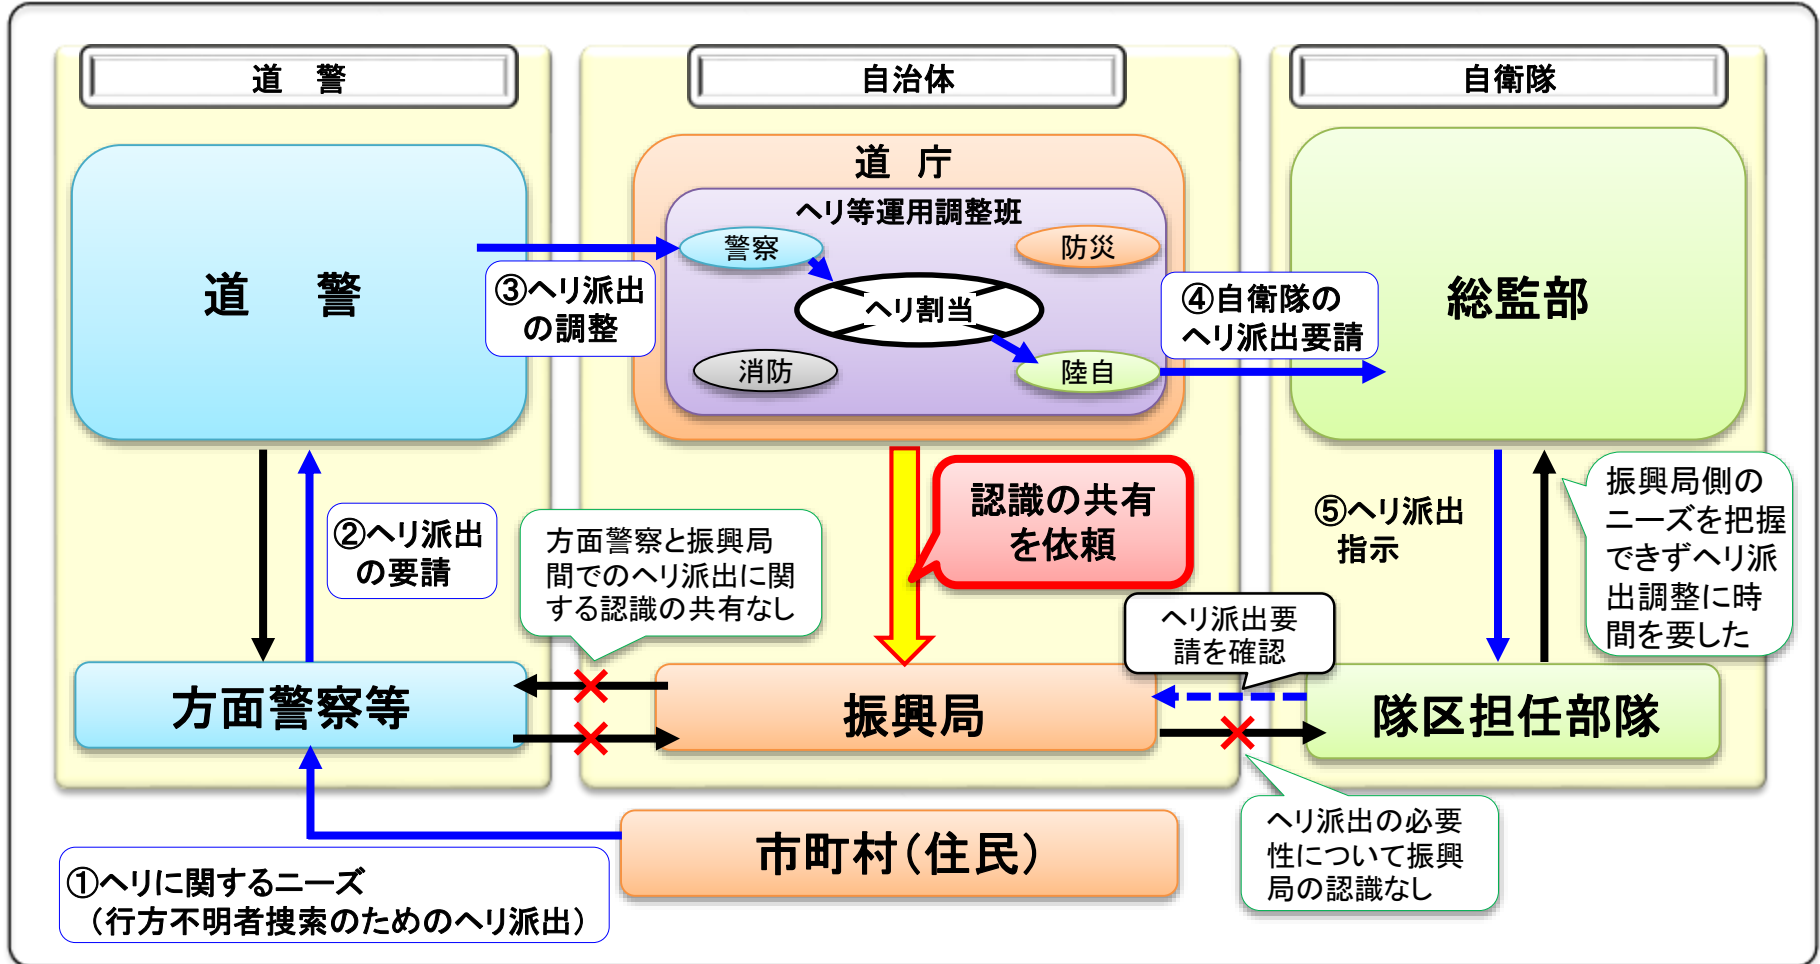 道　警
自治体
自衛隊
道　警
道　庁
ヘリ等運用調整班
警察
防災
ヘリ割当
消防
陸自
総監部
③ヘリ派出
の調整
④自衛隊の
ヘリ派出要請
②ヘリ派出
の要請
方面警察と振興局
間でのヘリ派出に関
する認識の共有なし
認識の共有
を依頼
⑤ヘリ派出
指示
振興局側の
ニーズを把握
できずヘリ派
出調整に時
間を要した
ヘリ派出要
請を確認
方面警察等
振興局
隊区担任部隊
市町村（住民）
ヘリ派出の必要
性について振興
局の認識なし
①ヘリに関するニーズ
（行方不明者捜索のためのヘリ派出）